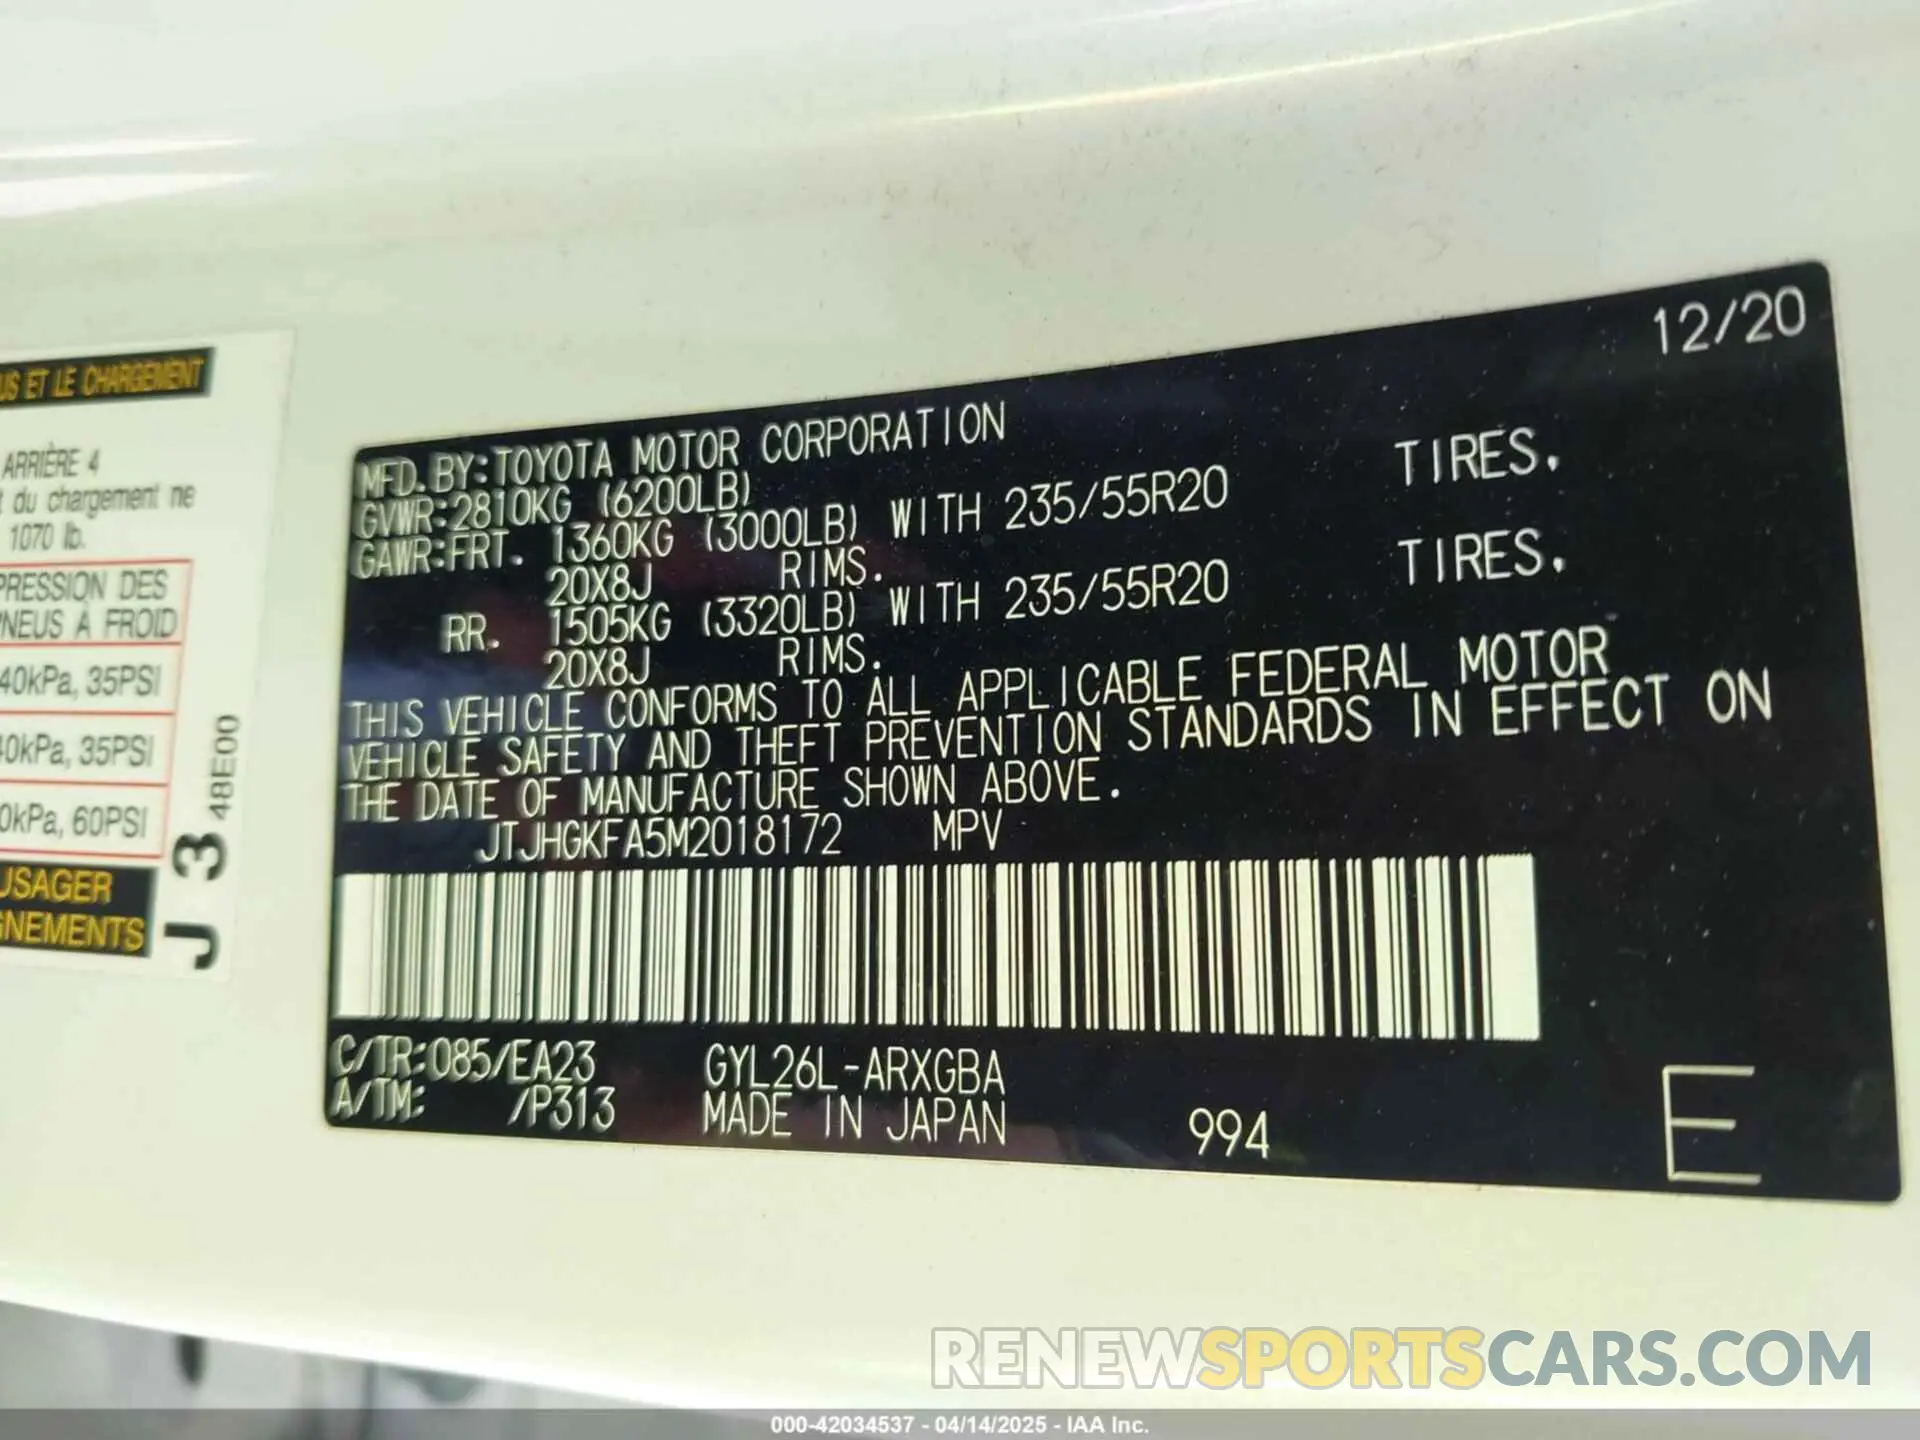 US ET LE CHARGEMENT
ARRIÈRE 4
t du chargement ne
1070 lb.
PRESSION DES
PNEUS À FROID
40kPa, 35PSI
40kPa, 35PSI
0kPa, 60PSI
USAGER
GNEMENTS
J 3 48E00
12/20
MFD. BY:TOYOTA MOTOR CORPORATION
GVWR:2810KG (6200LB)
GAWR:FRT. 1360KG (3000LB) WITH 235/55R20 TIRES.
20X8J RIMS.
RR. 1505KG (3320LB) WITH 235/55R20 TIRES.
20X8J RIMS.
THIS VEHICLE CONFORMS TO ALL APPLICABLE FEDERAL MOTOR
VEHICLE SAFETY AND THEFT PREVENTION STANDARDS IN EFFECT ON
THE DATE OF MANUFACTURE SHOWN ABOVE.
JTJHGKFA5M2018172 MPV
C/TR:085/EA23 GYL26L-ARXGBA
A/TM: /P313 MADE IN JAPAN 994
E
RENEWSPORTSCARS.COM
000-42034537 - 04/14/2025 - IAA Inc.